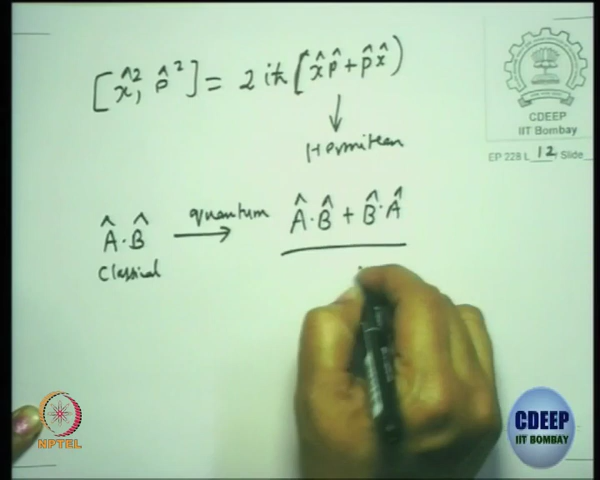 [x̂², p̂²] = 2iħ(x̂p̂+p̂x̂)
↓
Hermitean
Â·B̂ → quantum Â·B̂ + B̂·Â
Classical
CDEEP
IIT Bombay
EP 228 L 12 / Slide
NPTEL
CDEEP
IIT BOMBAY